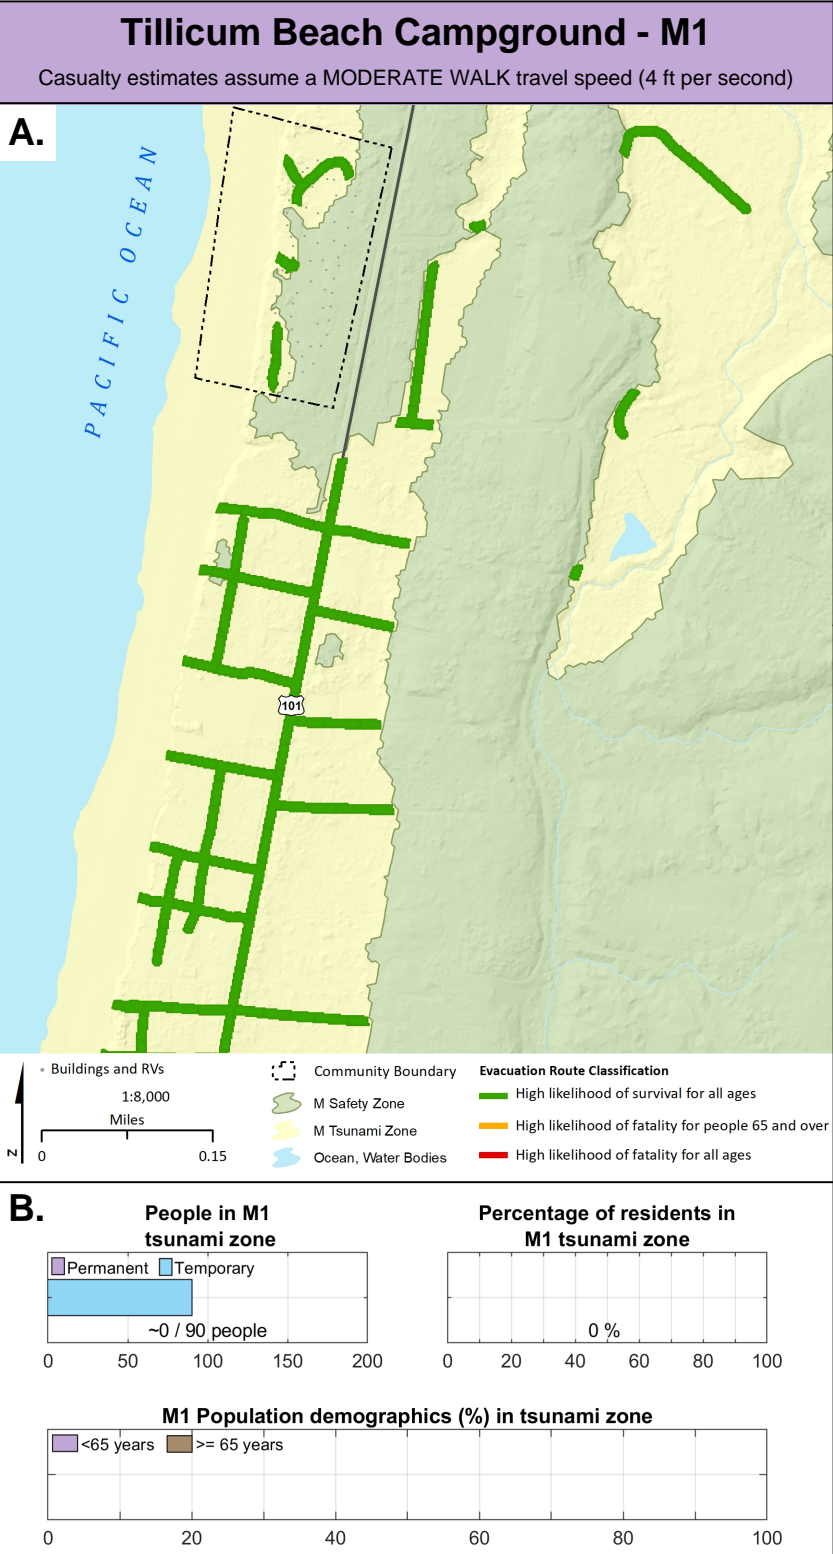 Tillicum Beach Campground - M1
Casualty estimates assume a MODERATE WALK travel speed (4 ft per second)
A.
PACIFIC OCEAN
101
Buildings and RVs
1:8,000
Miles
0 0.15
N
Community Boundary
M Safety Zone
M Tsunami Zone
Ocean, Water Bodies
Evacuation Route Classification
High likelihood of survival for all ages
High likelihood of fatality for people 65 and over
High likelihood of fatality for all ages
B.
People in M1
tsunami zone
Permanent Temporary
~0 / 90 people
0 50 100 150 200
Percentage of residents in
M1 tsunami zone
0 %
0 20 40 60 80 100
M1 Population demographics (%) in tsunami zone
<65 years >= 65 years
0 20 40 60 80 100